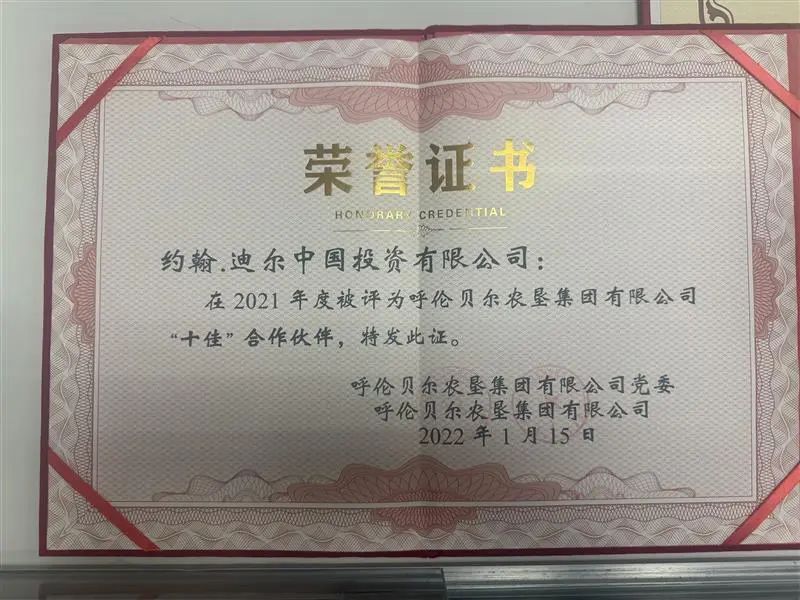 荣誉证书
HONORARY CREDENTIAL
约翰.迪尔中国投资有限公司：
在 2021 年度被评为呼伦贝尔农垦集团有限公司
“十佳”合作伙伴，特发此证。
呼伦贝尔农垦集团有限公司党委
呼伦贝尔农垦集团有限公司
2022 年 1 月 15 日